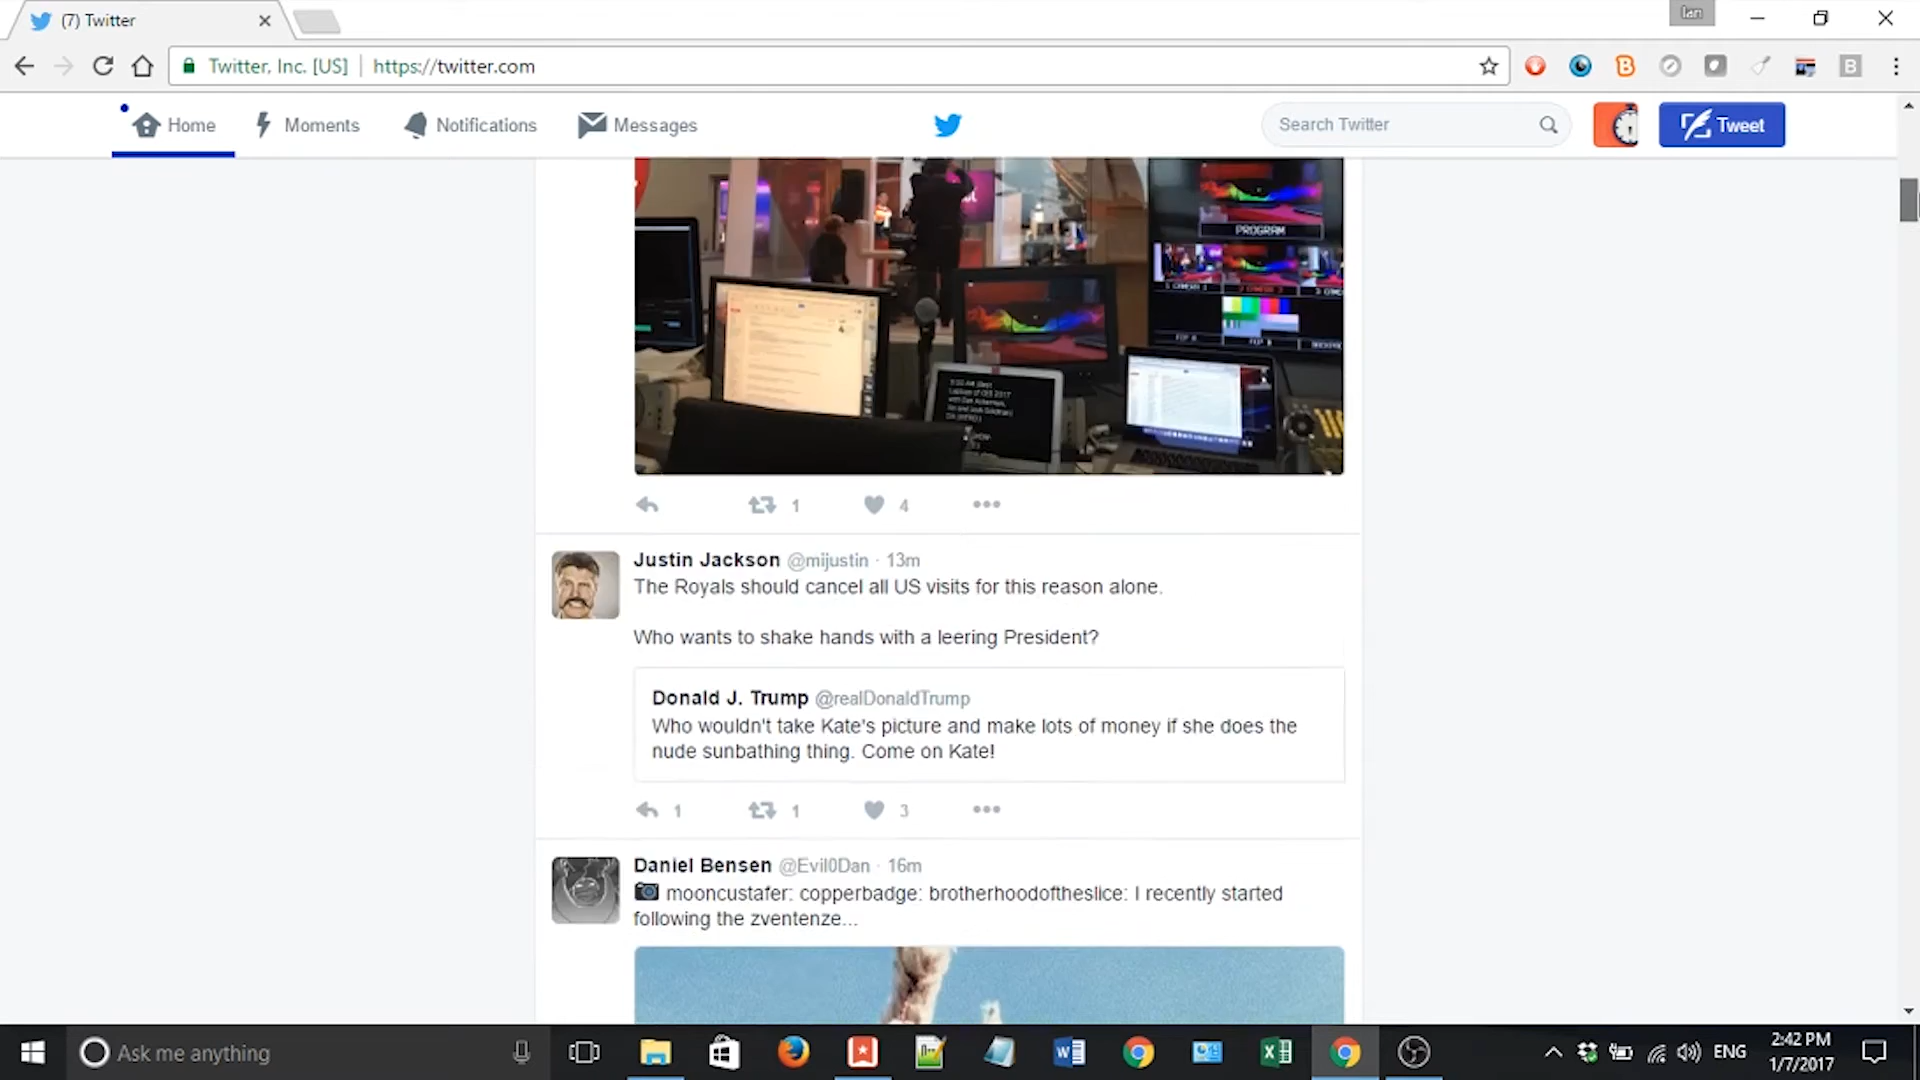 (7) Twitter
Ian
Twitter, Inc. [US] | https://twitter.com
Home
Moments
Notifications
Messages
Search Twitter
Tweet
PROGRAM
1
4
Justin Jackson @mijustin · 13m
The Royals should cancel all US visits for this reason alone.
Who wants to shake hands with a leering President?
Donald J. Trump @realDonaldTrump
Who wouldn't take Kate's picture and make lots of money if she does the
nude sunbathing thing. Come on Kate!
1
1
3
Daniel Bensen @Evil0Dan · 16m
mooncustafer: copperbadge: brotherhoodoftheslice: I recently started
following the zventenze...
Ask me anything
ENG
2:42 PM
1/7/2017